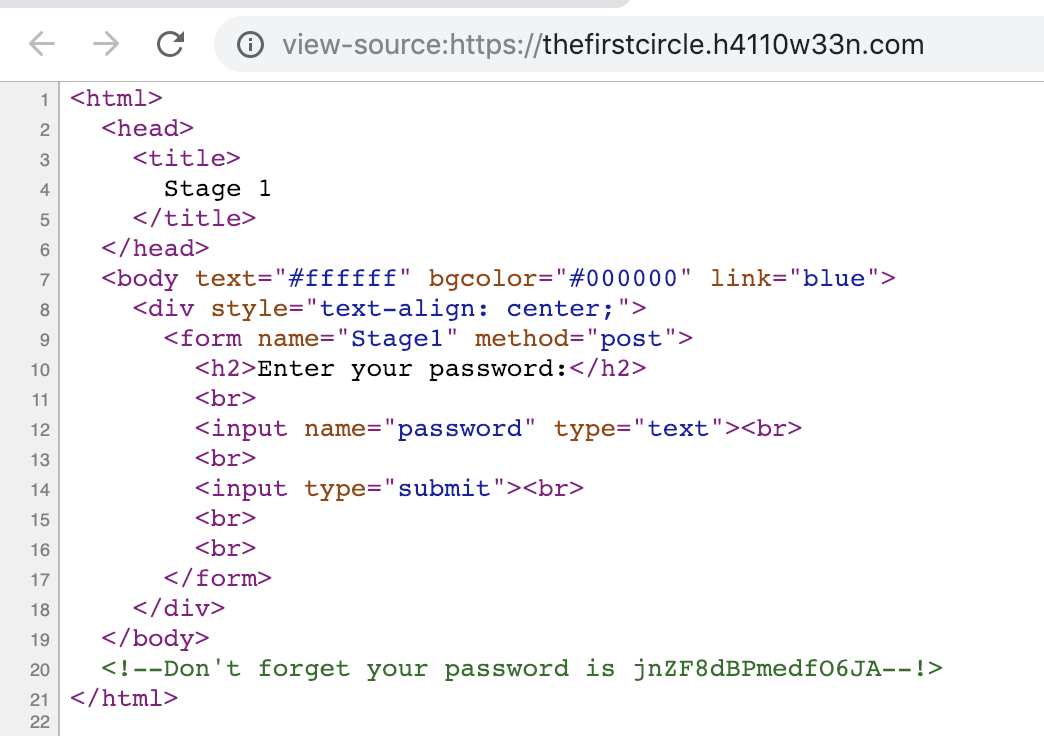 view-source:https://thefirstcircle.h4110w33n.com
1 <html>
2 <head>
3 <title>
4 Stage 1
5 </title>
6 </head>
7 <body text="#ffffff" bgcolor="#000000" link="blue">
8 <div style="text-align: center;">
9 <form name="Stage1" method="post">
10 <h2>Enter your password:</h2>
11 <br>
12 <input name="password" type="text"><br>
13 <br>
14 <input type="submit"><br>
15 <br>
16 <br>
17 </form>
18 </div>
19 </body>
20 <!--Don't forget your password is jnZF8dBPmedfO6JA--!>
21 </html>
22